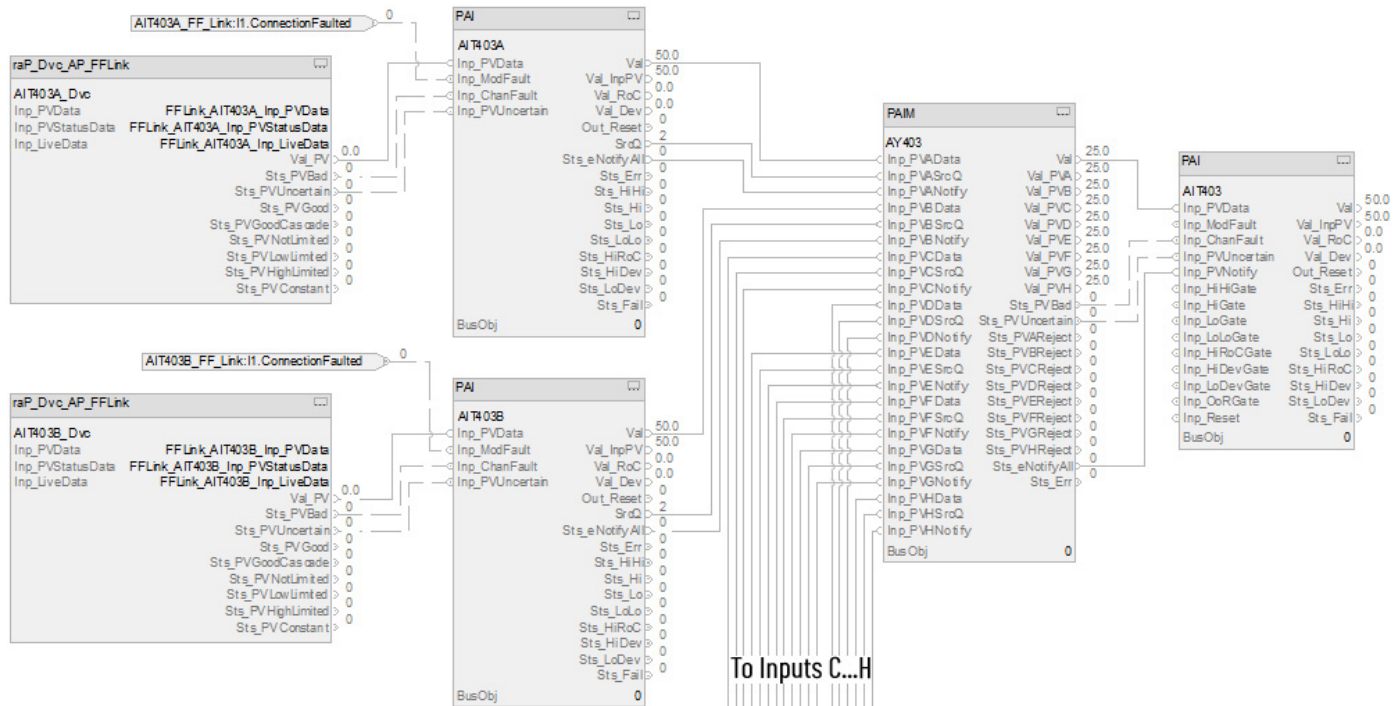 AIT403A_FF_Link:I1.ConnectionFaulted
0
raP_Dvc_AP_FFLink
AIT403A_Dvc
Inp_PVData FFLink_AIT403A_Inp_PVData
Inp_PVStatusData FFLink_AIT403A_Inp_PVStatusData
Inp_LiveData FFLink_AIT403A_Inp_LiveData
Val_PV 0.0
Sts_PVBad 0
Sts_PVUncertain 0
Sts_PVGood 0
Sts_PVGoodCascade 0
Sts_PVNotLimited 0
Sts_PVLowLimited 0
Sts_PVHighLimited 0
Sts_PVConstant 0
PAI
AIT403A
Inp_PVData Val 50.0
Inp_ModFault Val_InpPV 50.0
Inp_ChanFault Val_RoC 0.0
Inp_PVUncertain Val_Dev 0.0
Out_Reset 0
SrcQ 2
Sts_eNotifyAll 0
Sts_Err 0
Sts_HiHi 0
Sts_Hi 0
Sts_Lo 0
Sts_LoLo 0
Sts_HiRoC 0
Sts_HiDev 0
Sts_LoDev 0
Sts_Fail 0
BusObj 0
AIT403B_FF_Link:I1.ConnectionFaulted
0
raP_Dvc_AP_FFLink
AIT403B_Dvc
Inp_PVData FFLink_AIT403B_Inp_PVData
Inp_PVStatusData FFLink_AIT403B_Inp_PVStatusData
Inp_LiveData FFLink_AIT403B_Inp_LiveData
Val_PV 0.0
Sts_PVBad 0
Sts_PVUncertain 0
Sts_PVGood 0
Sts_PVGoodCascade 0
Sts_PVNotLimited 0
Sts_PVLowLimited 0
Sts_PVHighLimited 0
Sts_PVConstant 0
PAI
AIT403B
Inp_PVData Val 50.0
Inp_ModFault Val_InpPV 50.0
Inp_ChanFault Val_RoC 0.0
Inp_PVUncertain Val_Dev 0.0
Out_Reset 0
SrcQ 2
Sts_eNotifyAll 0
Sts_Err 0
Sts_HiHi 0
Sts_Hi 0
Sts_Lo 0
Sts_LoLo 0
Sts_HiRoC 0
Sts_HiDev 0
Sts_LoDev 0
Sts_Fail 0
BusObj 0
PAIM
AY403
Inp_PVAData Val 25.0
Inp_PVASrcQ Val_PVA 25.0
Inp_PVANotify Val_PVB 25.0
Inp_PVBData Val_PVC 25.0
Inp_PVBSrcQ Val_PVD 25.0
Inp_PVBNotify Val_PVE 25.0
Inp_PVCData Val_PVF 25.0
Inp_PVCSrcQ Val_PVG 25.0
Inp_PVCNotify Val_PVH 25.0
Inp_PVDData Sts_PVBad 0
Inp_PVDSrcQ Sts_PVUncertain 0
Inp_PVDNotify Sts_PVAReject 0
Inp_PVEData Sts_PVBReject 0
Inp_PVESrcQ Sts_PVCReject 0
Inp_PVENotify Sts_PVDReject 0
Inp_PVFData Sts_PVEReject 0
Inp_PVFSrcQ Sts_PVFReject 0
Inp_PVFNotify Sts_PVGReject 0
Inp_PVGData Sts_PVHReject 0
Inp_PVGSrcQ Sts_eNotifyAll 0
Inp_PVGNotify Sts_Err 0
Inp_PVHData
Inp_PVHSrcQ
Inp_PVHNotify
BusObj 0
To Inputs C...H
PAI
AIT403
Inp_PVData Val 50.0
Inp_ModFault Val_InpPV 50.0
Inp_ChanFault Val_RoC 0.0
Inp_PVUncertain Val_Dev 0.0
Inp_PVNotify Out_Reset 0
Inp_HiHiGate Sts_Err 0
Inp_HiGate Sts_HiHi 0
Inp_LoGate Sts_Hi 0
Inp_LoLoGate Sts_Lo 0
Inp_HiRoCGate Sts_LoLo 0
Inp_HiDevGate Sts_HiRoC 0
Inp_LoDevGate Sts_HiDev 0
Inp_OoRGate Sts_LoDev 0
Inp_Reset Sts_Fail 0
BusObj 0